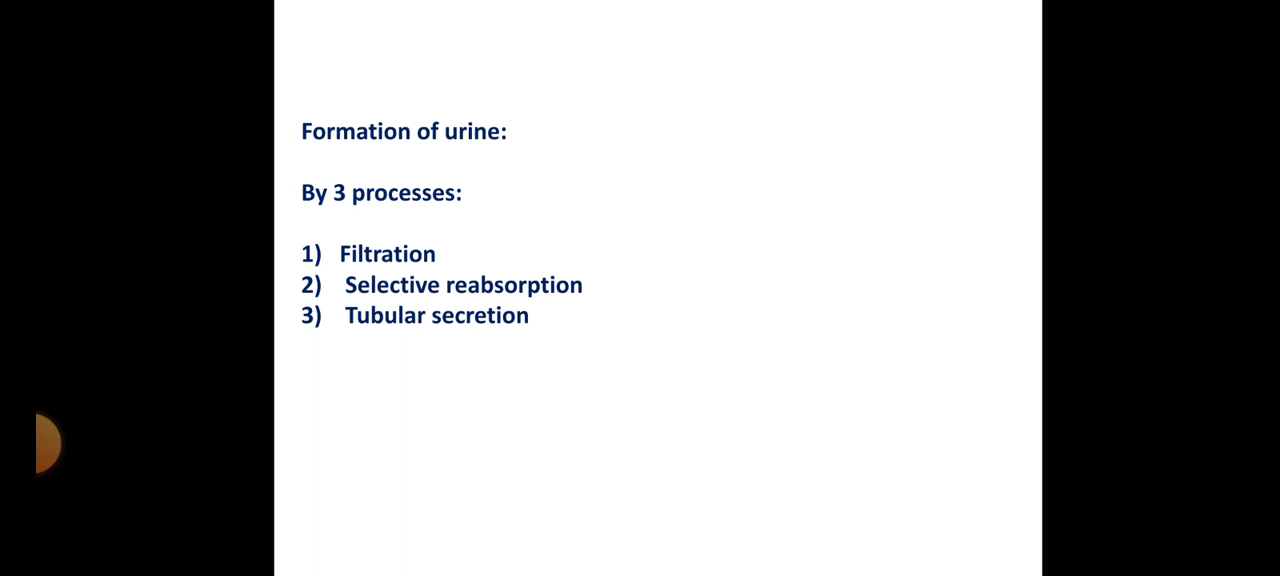 Formation of urine:
By 3 processes:
1) Filtration
2) Selective reabsorption
3) Tubular secretion